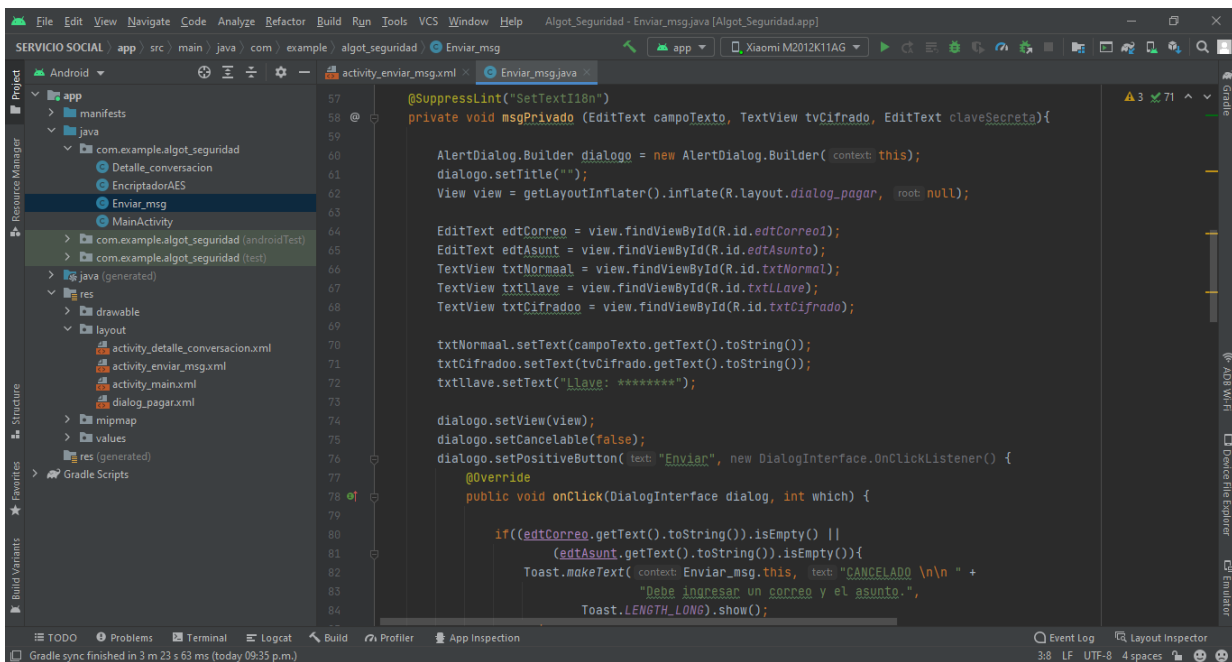 File Edit View Navigate Code Analyze Refactor Build Run Tools VCS Window Help Algot_Seguridad - Enviar_msg.java [Algot_Seguridad.app]
SERVICIO SOCIAL app src main java com example algot_seguridad Enviar_msg app Xiaomi M2012K11AG
Project
Resource Manager
Structure
Favorites
Build Variants
Android
app
manifests
java
com.example.algot_seguridad
Detalle_conversacion
EncriptadorAES
Enviar_msg
MainActivity
com.example.algot_seguridad (androidTest)
com.example.algot_seguridad (test)
java (generated)
res
drawable
layout
activity_detalle_conversacion.xml
activity_enviar_msg.xml
activity_main.xml
dialog_pagar.xml
mipmap
values
res (generated)
Gradle Scripts
activity_enviar_msg.xml Enviar_msg.java
3 71
57 @SuppressLint("SetTextI18n")
58 @ private void msgPrivado (EditText campoTexto, TextView tvCifrado, EditText claveSecreta){
59
60 AlertDialog.Builder dialogo = new AlertDialog.Builder( context: this);
61 dialogo.setTitle("");
62 View view = getLayoutInflater().inflate(R.layout.dialog_pagar, root: null);
63
64 EditText edtCorreo = view.findViewById(R.id.edtCorreo1);
65 EditText edtAsunt = view.findViewById(R.id.edtAsunto);
66 TextView txtNormaal = view.findViewById(R.id.txtNormal);
67 TextView txtllave = view.findViewById(R.id.txtLLave);
68 TextView txtCifradoo = view.findViewById(R.id.txtCifrado);
69
70 txtNormaal.setText(campoTexto.getText().toString());
71 txtCifradoo.setText(tvCifrado.getText().toString());
72 txtllave.setText("Llave: ********");
73
74 dialogo.setView(view);
75 dialogo.setCancelable(false);
76 dialogo.setPositiveButton( text: "Enviar", new DialogInterface.OnClickListener() {
77 @Override
78 public void onClick(DialogInterface dialog, int which) {
79
80 if((edtCorreo.getText().toString()).isEmpty() ||
81 (edtAsunt.getText().toString()).isEmpty()){
82 Toast.makeText( context: Enviar_msg.this, text: "CANCELADO \n\n " +
83 "Debe ingresar un correo y el asunto.",
84 Toast.LENGTH_LONG).show();
Gradle
ADB Wi-Fi
Device File Explorer
Emulator
TODO Problems Terminal Logcat Build Profiler App Inspection Event Log Layout Inspector
Gradle sync finished in 3 m 23 s 63 ms (today 09:35 p.m.) 3:8 LF UTF-8 4 spaces